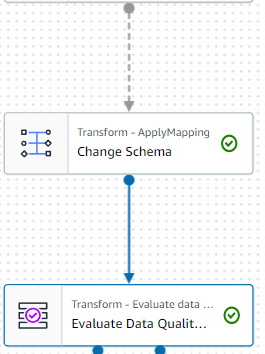 Transform - ApplyMapping
Change Schema
Transform - Evaluate data ...
Evaluate Data Qualit...